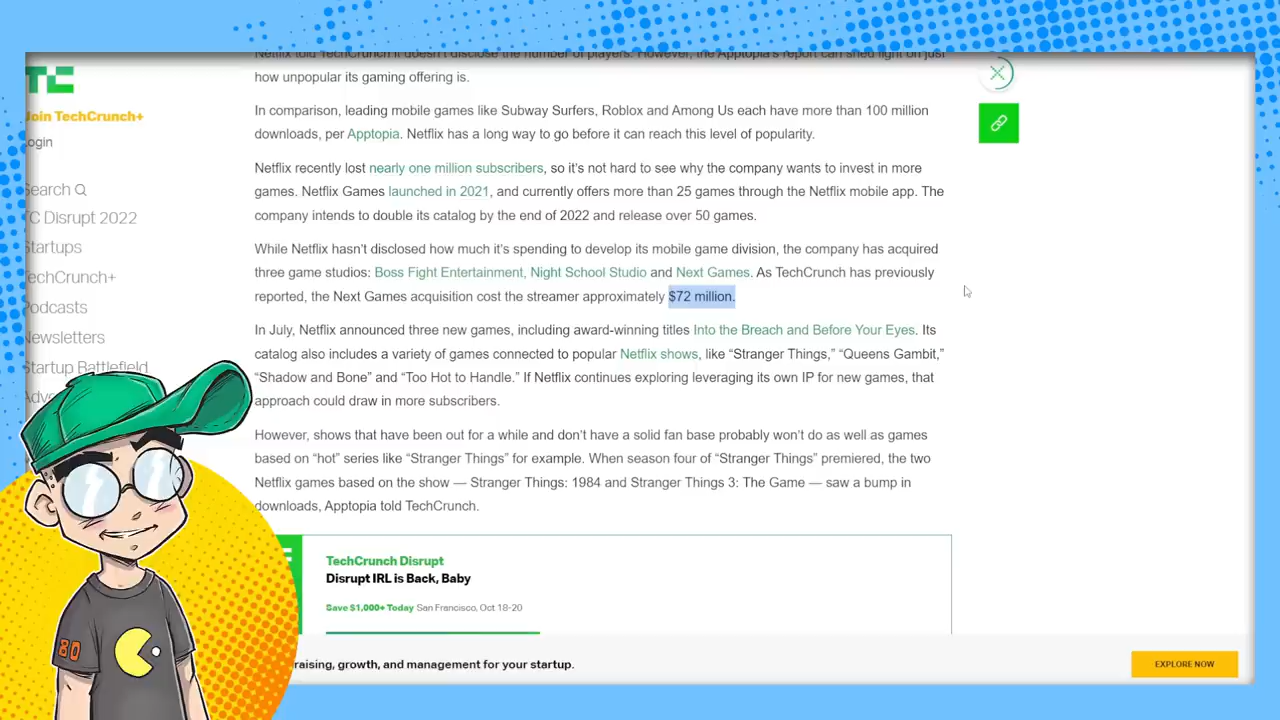 TC
Join TechCrunch+
ogin
Search
TC Disrupt 2022
Startups
TechCrunch+
Podcasts
Newsletters
Startup Battlefield
Netflix told TechCrunch it doesn't disclose the number of players. However, the Apptopia's report can shed light on just
how unpopular its gaming offering is.
In comparison, leading mobile games like Subway Surfers, Roblox and Among Us each have more than 100 million
downloads, per Apptopia. Netflix has a long way to go before it can reach this level of popularity.
Netflix recently lost nearly one million subscribers, so it's not hard to see why the company wants to invest in more
games. Netflix Games launched in 2021, and currently offers more than 25 games through the Netflix mobile app. The
company intends to double its catalog by the end of 2022 and release over 50 games.
While Netflix hasn't disclosed how much it's spending to develop its mobile game division, the company has acquired
three game studios: Boss Fight Entertainment, Night School Studio and Next Games. As TechCrunch has previously
reported, the Next Games acquisition cost the streamer approximately $72 million.
In July, Netflix announced three new games, including award-winning titles Into the Breach and Before Your Eyes. Its
catalog also includes a variety of games connected to popular Netflix shows, like “Stranger Things,” “Queens Gambit,”
“Shadow and Bone” and “Too Hot to Handle.” If Netflix continues exploring leveraging its own IP for new games, that
approach could draw in more subscribers.
However, shows that have been out for a while and don't have a solid fan base probably won't do as well as games
based on “hot” series like “Stranger Things” for example. When season four of “Stranger Things” premiered, the two
Netflix games based on the show — Stranger Things: 1984 and Stranger Things 3: The Game — saw a bump in
downloads, Apptopia told TechCrunch.
TechCrunch Disrupt
Disrupt IRL is Back, Baby
Save $1,000+ Today San Francisco, Oct 18-20
raising, growth, and management for your startup.
EXPLORE NOW
80